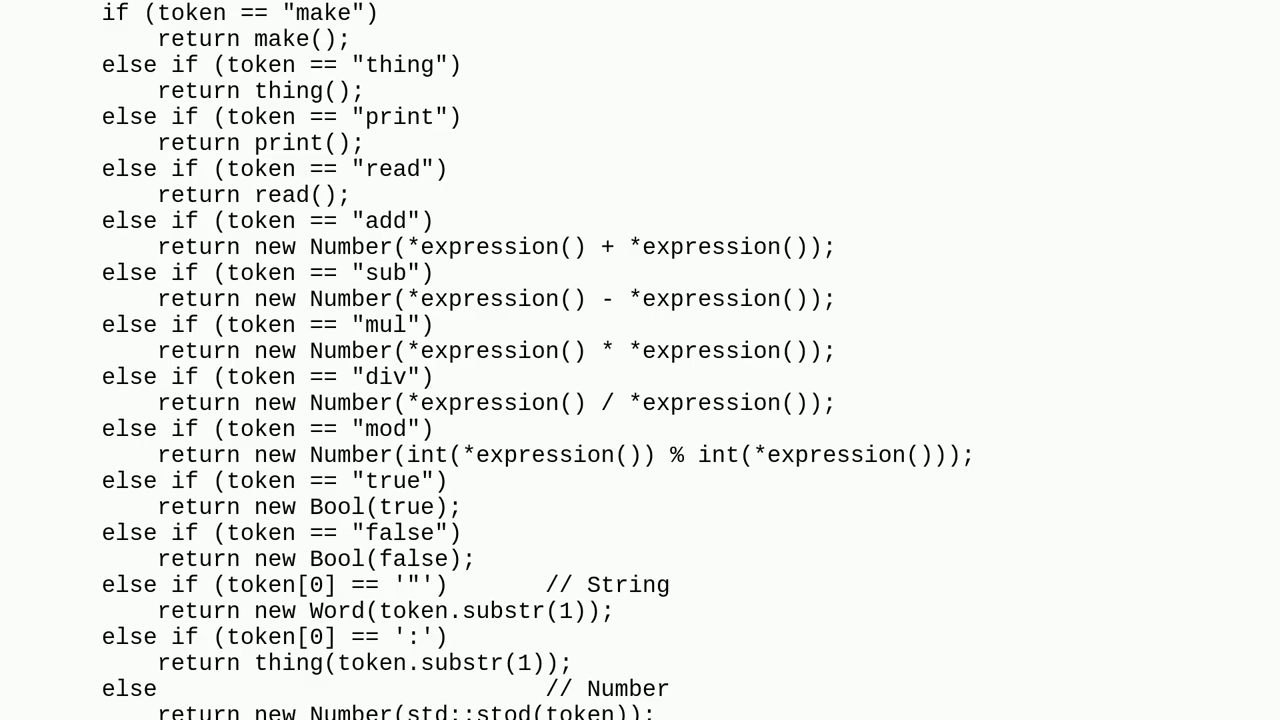 if (token == "make")
    return make();
else if (token == "thing")
    return thing();
else if (token == "print")
    return print();
else if (token == "read")
    return read();
else if (token == "add")
    return new Number(*expression() + *expression());
else if (token == "sub")
    return new Number(*expression() - *expression());
else if (token == "mul")
    return new Number(*expression() * *expression());
else if (token == "div")
    return new Number(*expression() / *expression());
else if (token == "mod")
    return new Number(int(*expression()) % int(*expression()));
else if (token == "true")
    return new Bool(true);
else if (token == "false")
    return new Bool(false);
else if (token[0] == '"')       // String
    return new Word(token.substr(1));
else if (token[0] == ':')
    return thing(token.substr(1));
else                            // Number
    return new Number(std::stod(token));